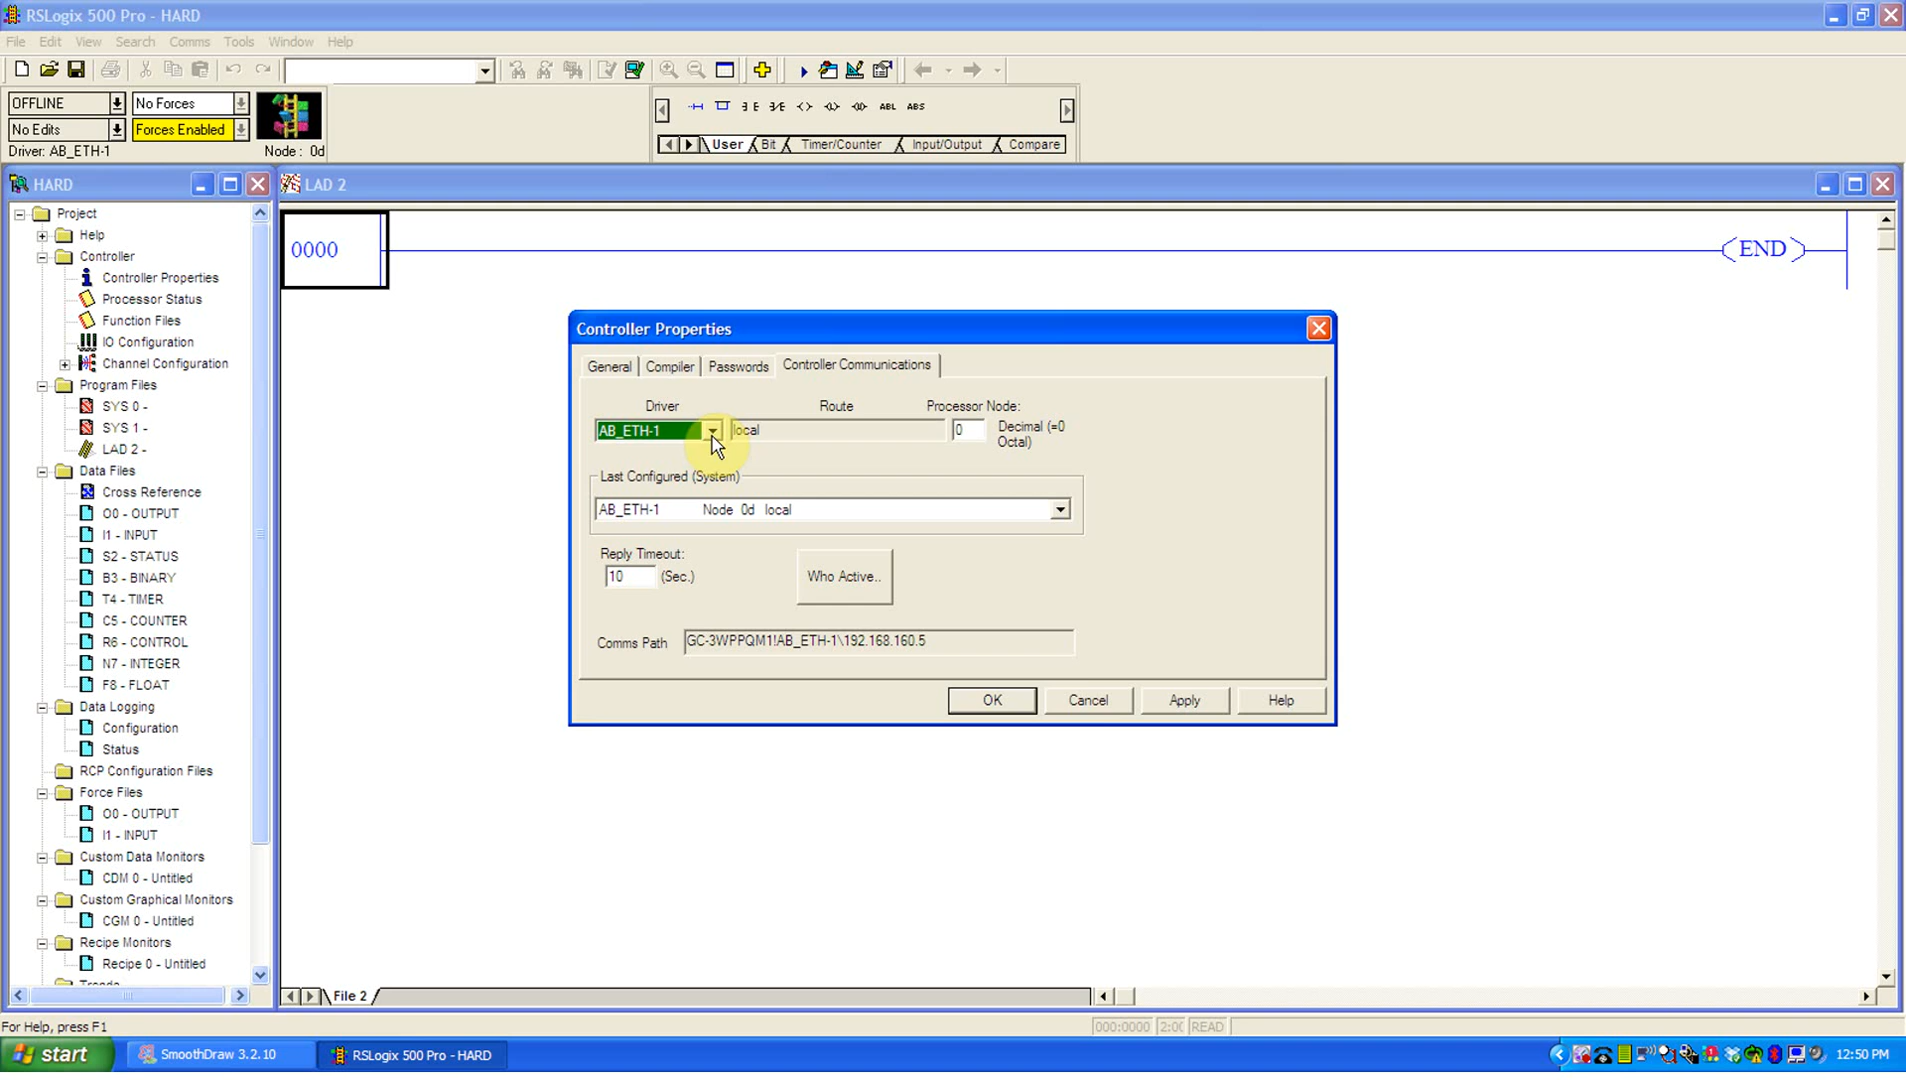 RSLogix 500 Pro - HARD
File Edit View Search Comms Tools Window Help
OFFLINE No Forces
No Edits Forces Enabled
Driver: AB_ETH-1 Node : 0d
ABL ABS
User Bit Timer/Counter Input/Output Compare
HARD
LAD 2
Project
Help
Controller
Controller Properties
Processor Status
Function Files
IO Configuration
Channel Configuration
Program Files
SYS 0 -
SYS 1 -
LAD 2 -
Data Files
Cross Reference
O0 - OUTPUT
I1 - INPUT
S2 - STATUS
B3 - BINARY
T4 - TIMER
C5 - COUNTER
R6 - CONTROL
N7 - INTEGER
F8 - FLOAT
Data Logging
Configuration
Status
RCP Configuration Files
Force Files
O0 - OUTPUT
I1 - INPUT
Custom Data Monitors
CDM 0 - Untitled
Custom Graphical Monitors
CGM 0 - Untitled
Recipe Monitors
Recipe 0 - Untitled
Trends
0000
END
Controller Properties
General Compiler Passwords Controller Communications
Driver Route Processor Node:
AB_ETH-1 local 0 Decimal (=0
Octal)
Last Configured (System)
AB_ETH-1 Node 0d local
Reply Timeout:
10 (Sec.) Who Active..
Comms Path GC-3WPPQM1!AB_ETH-1\192.168.160.5
OK Cancel Apply Help
File 2
For Help, press F1
000:0000 2:00 READ
start SmoothDraw 3.2.10 RSLogix 500 Pro - HARD 12:50 PM